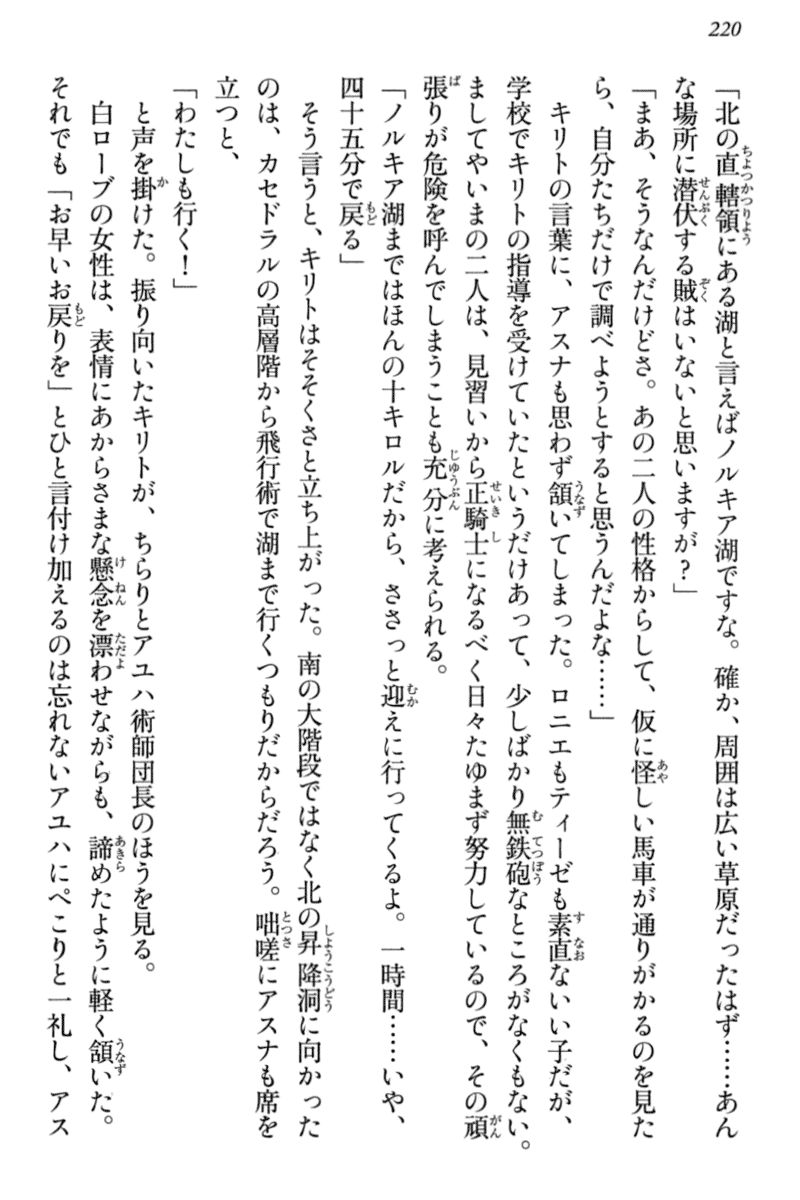 220
「北の直轄領にある湖と言えばノルキア湖ですな。確か、周囲は広い草原だったはず……あん
な場所に潜伏する賊はいないと思いますが？」
「まあ、そうなんだけどさ。あの二人の性格からして、仮に怪しい馬車が通りがかるのを見た
ら、自分たちだけで調べようとすると思うんだよな……」
　キリトの言葉に、アスナも思わず頷いてしまった。ロニエもティーゼも素直ないい子だが、
学校でキリトの指導を受けていたというだけあって、少しばかり無鉄砲なところがなくもない。
ましてやいまの二人は、見習いから正騎士になるべく日々たゆまず努力しているので、その頑
張りが危険を呼んでしまうことも充分に考えられる。
「ノルキア湖まではほんの十キロルだから、ささっと迎えに行ってくるよ。一時間……いや、
四十五分で戻る」
　そう言うと、キリトはそそくさと立ち上がった。南の大階段ではなく北の昇降洞に向かった
のは、カセドラルの高層階から飛行術で湖まで行くつもりだからだろう。咄嗟にアスナも席を
立つと、
「わたしも行く！」
　と声を掛けた。振り向いたキリトが、ちらりとアユハ術師団長のほうを見る。
　白ローブの女性は、表情にあからさまな懸念を漂わせながらも、諦めたように軽く頷いた。
それでも「お早いお戻りを」とひと言付け加えるのは忘れないアユハにぺこりと一礼し、アス